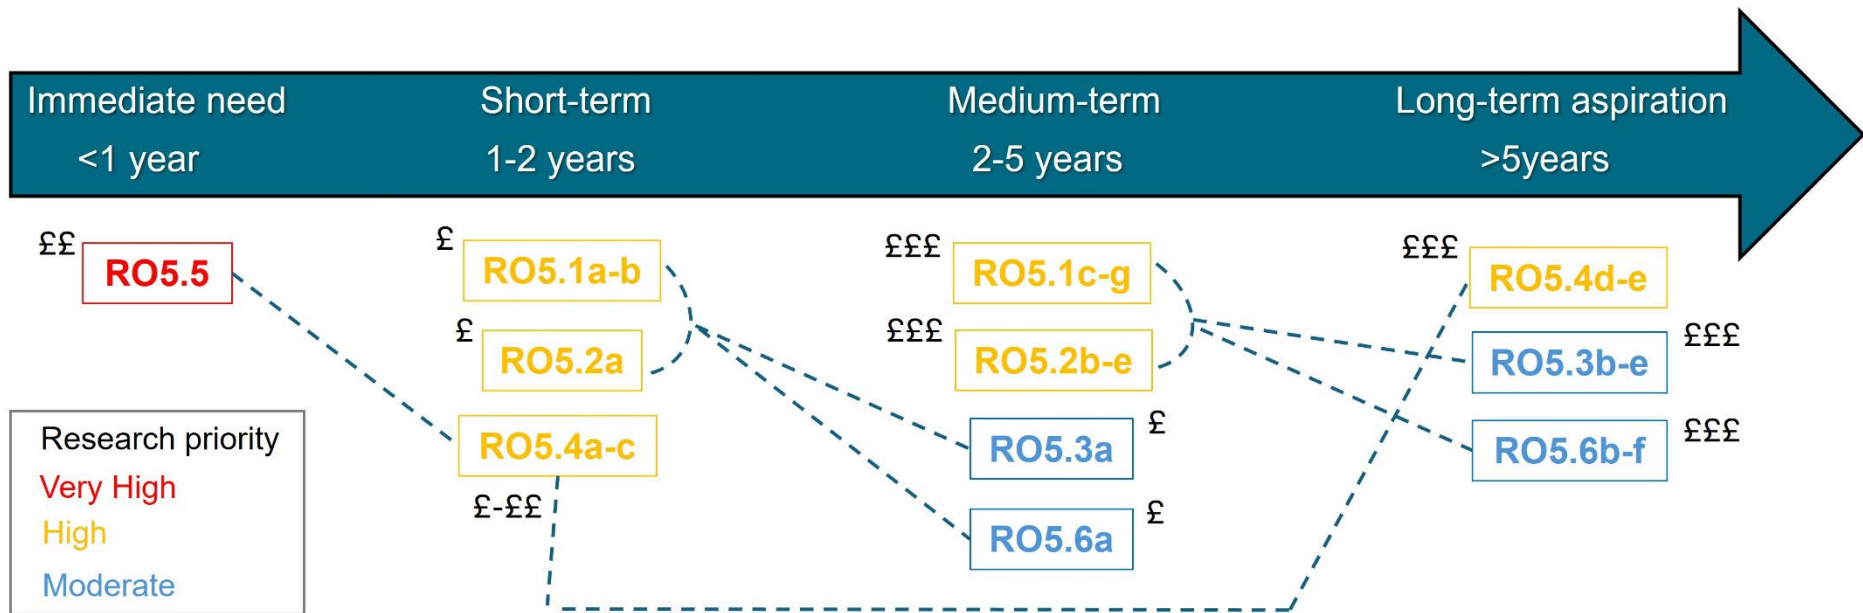 Immediate need
<1 year
Short-term
1-2 years
Medium-term
2-5 years
Long-term aspiration
>5years
££
RO5.5
£
RO5.1a-b
£
RO5.2a
RO5.4a-c
£-££
£££
RO5.1c-g
£££
RO5.2b-e
RO5.3a
£
RO5.6a
£
£££
RO5.4d-e
RO5.3b-e
£££
RO5.6b-f
£££
Research priority
Very High
High
Moderate